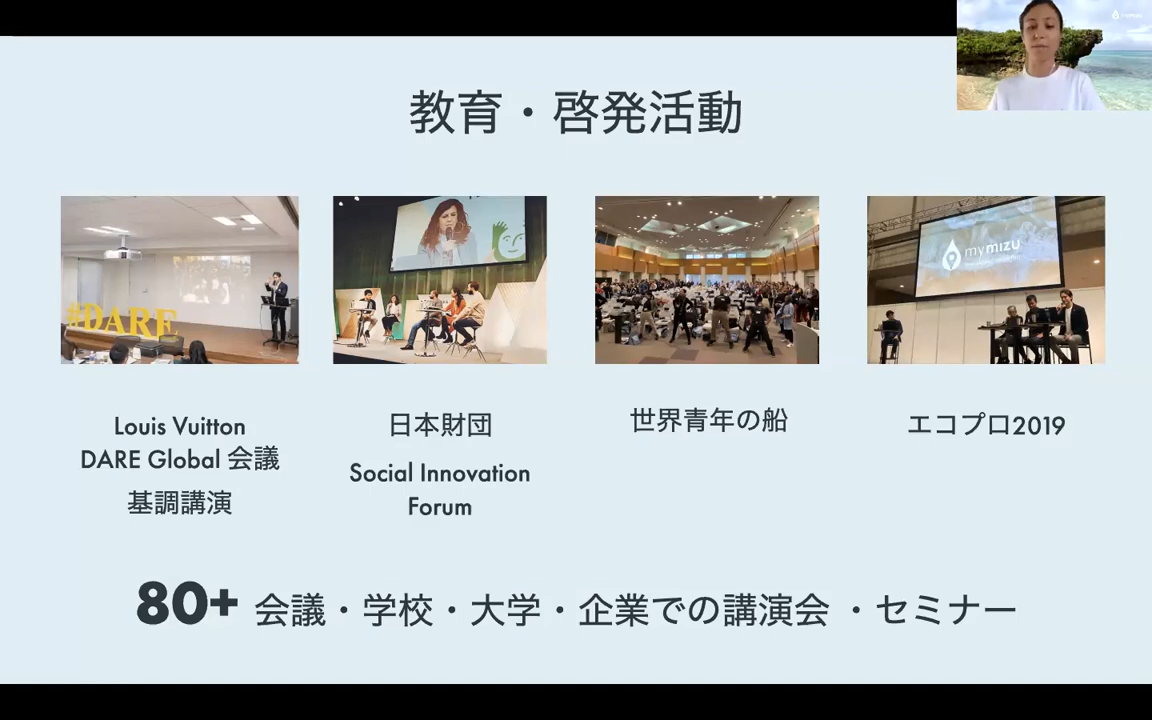 教育・啓発活動
mymizu
#DARE
mymizu
Louis Vuitton
DARE Global 会議
基調講演
日本財団
Social Innovation
Forum
世界青年の船
エコプロ2019
80+ 会議・学校・大学・企業での講演会 ・セミナー